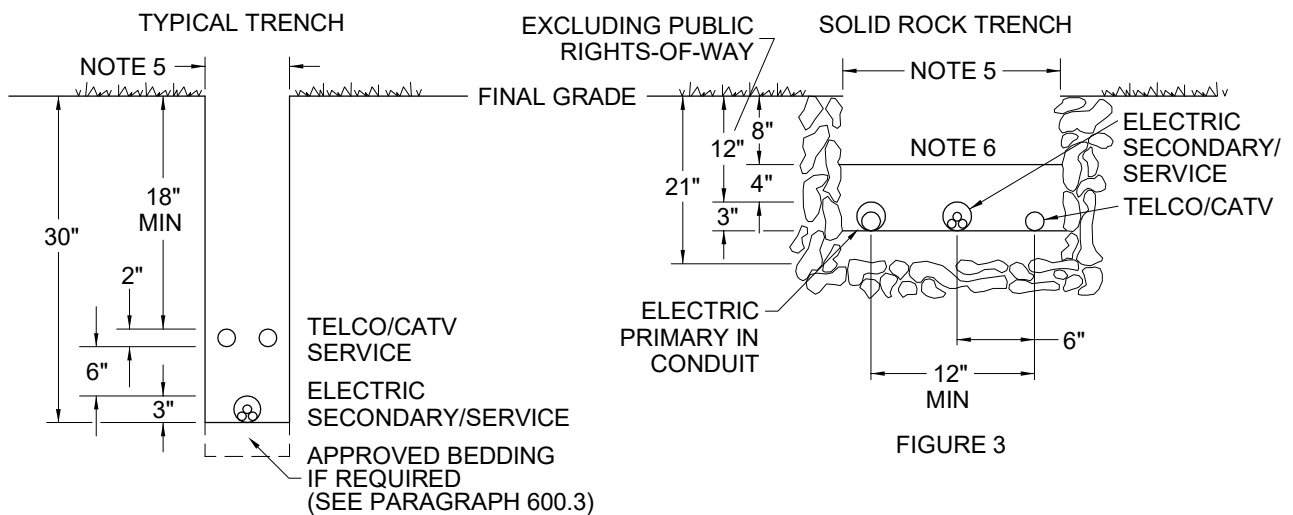 TYPICAL TRENCH
NOTE 5
30"
18"
MIN
2"
6"
3"
TELCO/CATV
SERVICE
ELECTRIC
SECONDARY/SERVICE
APPROVED BEDDING
IF REQUIRED
(SEE PARAGRAPH 600.3)
FINAL GRADE
EXCLUDING PUBLIC
RIGHTS-OF-WAY
SOLID ROCK TRENCH
NOTE 5
8"
12"
NOTE 6
4"
21"
3"
ELECTRIC
SECONDARY/
SERVICE
TELCO/CATV
ELECTRIC
PRIMARY IN
CONDUIT
6"
12"
MIN
FIGURE 3